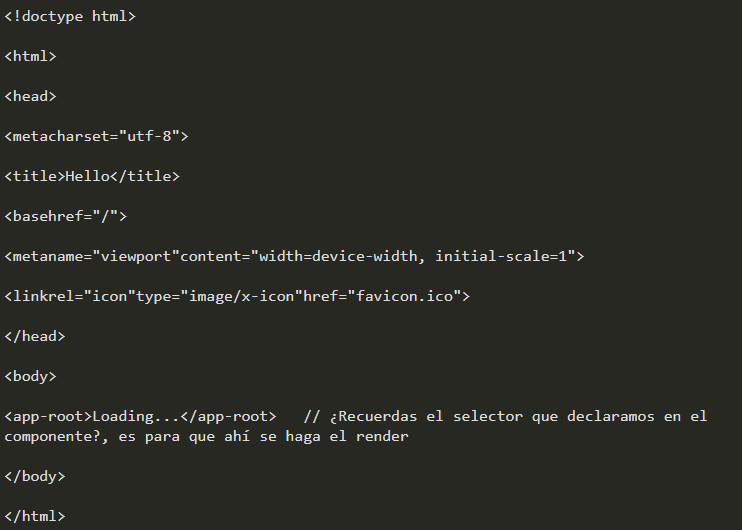 <!doctype html>
<html>
<head>
<metacharset="utf-8">
<title>Hello</title>
<basehref="/">
<metaname="viewport"content="width=device-width, initial-scale=1">
<linkrel="icon"type="image/x-icon"href="favicon.ico">
</head>
<body>
<app-root>Loading...</app-root>   // ¿Recuerdas el selector que declaramos en el
componente?, es para que ahí se haga el render
</body>
</html>